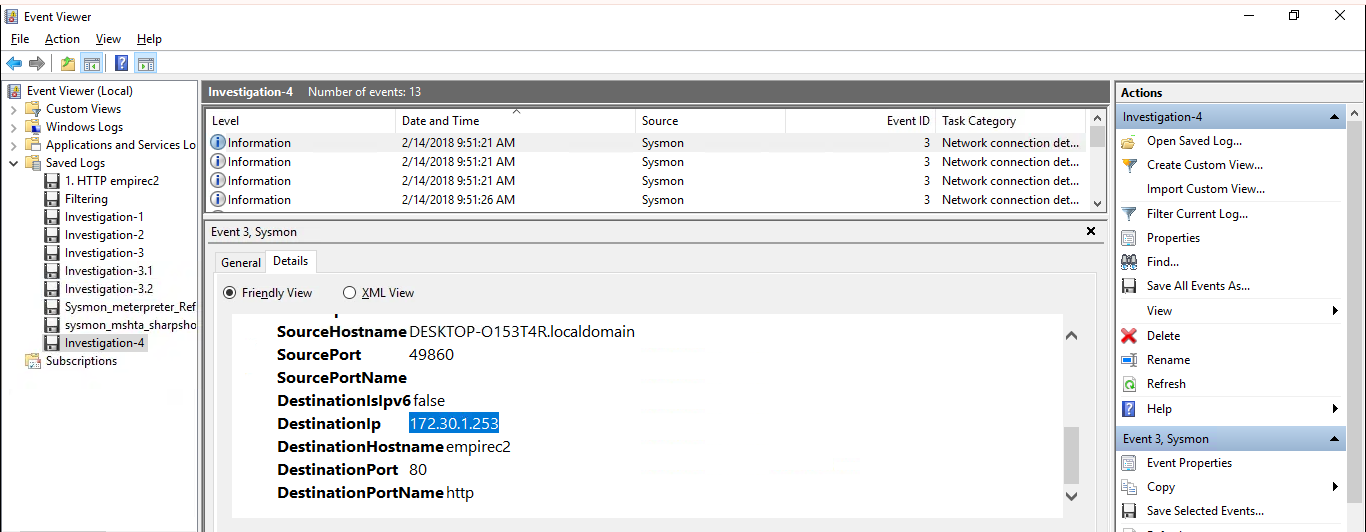 Event Viewer
File Action View Help
Event Viewer (Local)
Custom Views
Windows Logs
Applications and Services Lo
Saved Logs
1. HTTP empirec2
Filtering
Investigation-1
Investigation-2
Investigation-3
Investigation-3.1
Investigation-3.2
Sysmon_meterpreter_Ref
sysmon_mshta_sharpsho
Investigation-4
Subscriptions
Investigation-4 Number of events: 13
Level Date and Time Source Event ID Task Category
Information 2/14/2018 9:51:21 AM Sysmon 3 Network connection det...
Information 2/14/2018 9:51:21 AM Sysmon 3 Network connection det...
Information 2/14/2018 9:51:21 AM Sysmon 3 Network connection det...
Information 2/14/2018 9:51:26 AM Sysmon 3 Network connection det...
Event 3, Sysmon
General Details
Friendly View XML View
SourceHostname DESKTOP-O153T4R.localdomain
SourcePort 49860
SourcePortName
DestinationIsIpv6 false
DestinationIp 172.30.1.253
DestinationHostname empirec2
DestinationPort 80
DestinationPortName http
Actions
Investigation-4
Open Saved Log...
Create Custom View...
Import Custom View...
Filter Current Log...
Properties
Find...
Save All Events As...
View
Delete
Rename
Refresh
Help
Event 3, Sysmon
Event Properties
Copy
Save Selected Events...